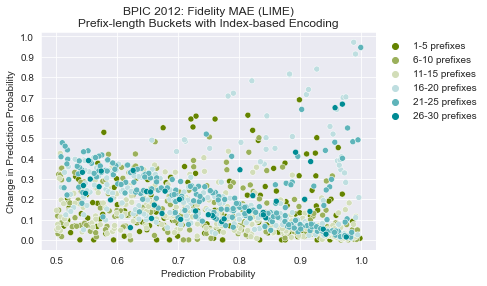 BPIC 2012: Fidelity MAE (LIME)
Prefix-length Buckets with Index-based Encoding
Change in Prediction Probability
1.0
0.9
0.8
0.7
0.6
0.5
0.4
0.3
0.2
0.1
0.0
0.5 0.6 0.7 0.8 0.9 1.0
Prediction Probability
1-5 prefixes
6-10 prefixes
11-15 prefixes
16-20 prefixes
21-25 prefixes
26-30 prefixes